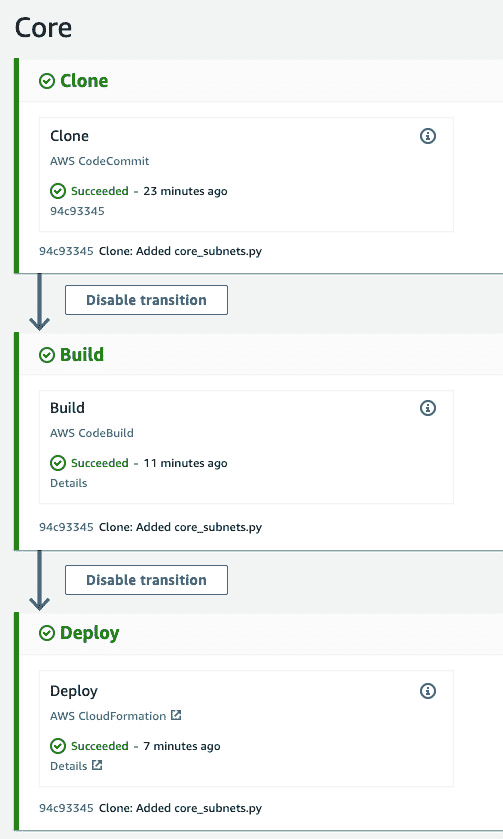 Core
Clone
Clone
AWS CodeCommit
Succeeded - 23 minutes ago
94c93345
94c93345 Clone: Added core_subnets.py
Disable transition
Build
Build
AWS CodeBuild
Succeeded - 11 minutes ago
Details
94c93345 Clone: Added core_subnets.py
Disable transition
Deploy
Deploy
AWS CloudFormation
Succeeded - 7 minutes ago
Details
94c93345 Clone: Added core_subnets.py